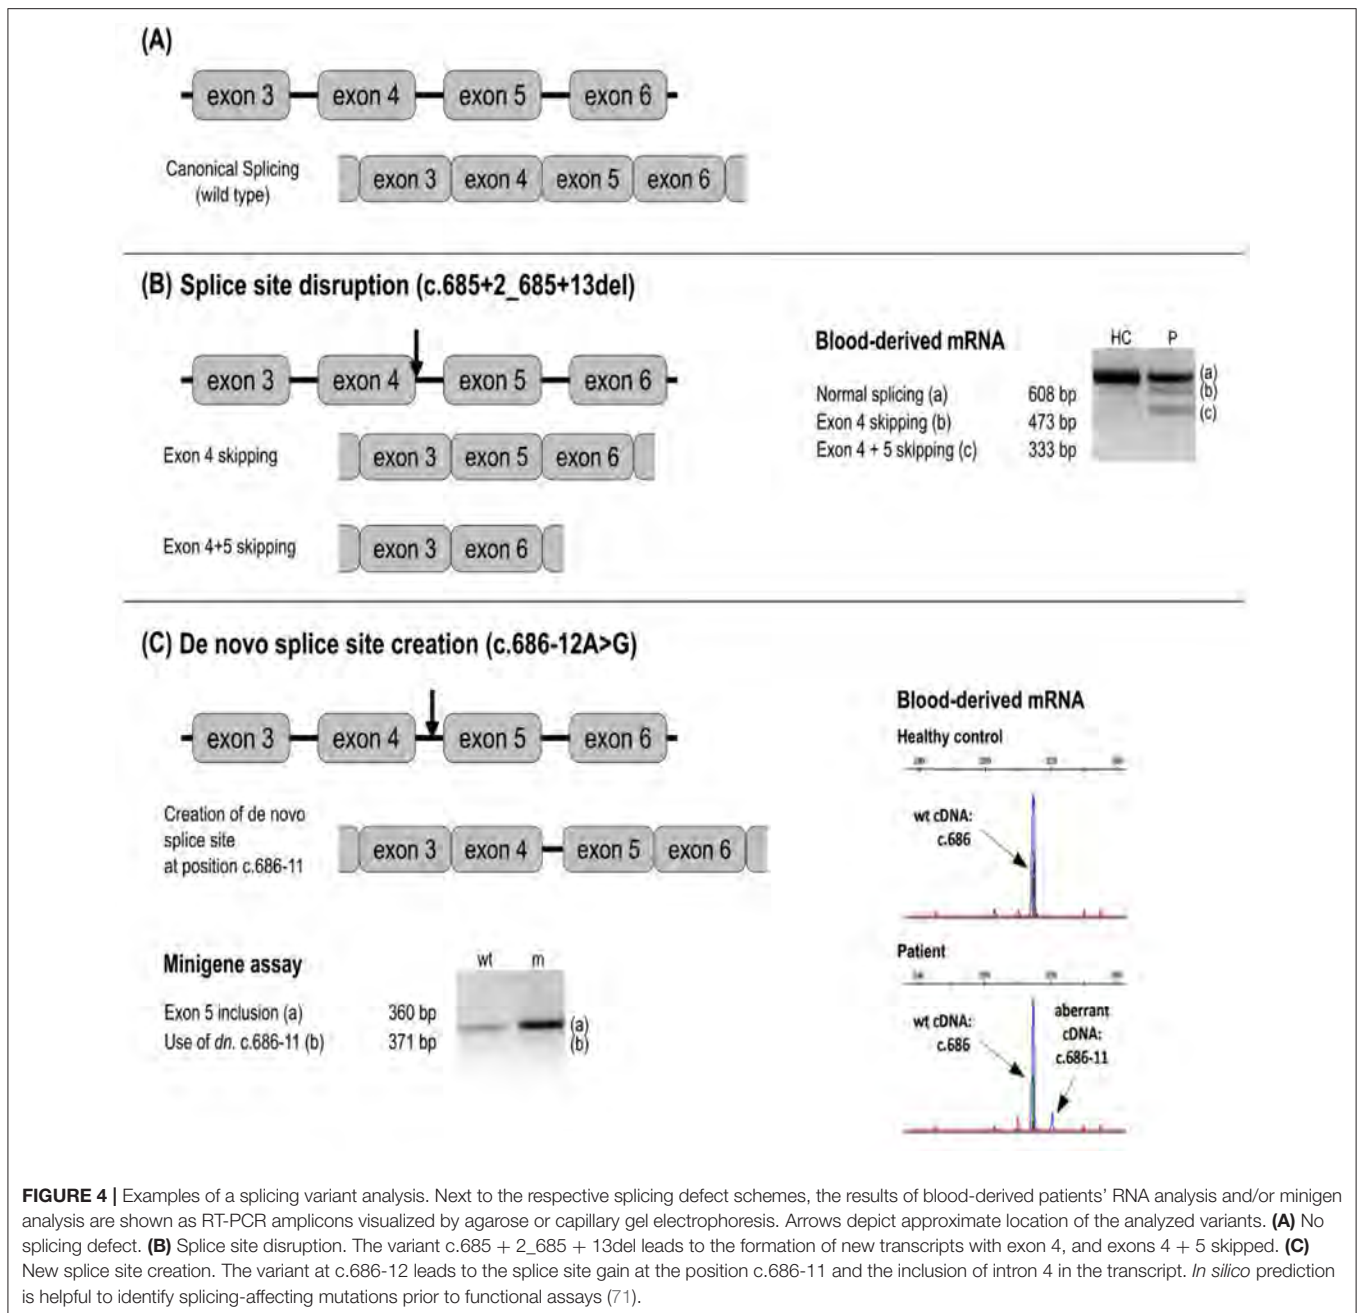 (A)
exon 3 exon 4 exon 5 exon 6
Canonical Splicing
(wild type)
exon 3 exon 4 exon 5 exon 6
(B) Splice site disruption (c.685+2_685+13del)
exon 3 exon 4 exon 5 exon 6
Exon 4 skipping
exon 3 exon 5 exon 6
Exon 4+5 skipping
exon 3 exon 6
Blood-derived mRNA
HC P
Normal splicing (a) 608 bp
Exon 4 skipping (b) 473 bp
Exon 4 + 5 skipping (c) 333 bp
(a)
(b)
(c)
(C) De novo splice site creation (c.686-12A>G)
exon 3 exon 4 exon 5 exon 6
Creation of de novo
splice site
at position c.686-11
exon 3 exon 4 exon 5 exon 6
Minigene assay
wt m
Exon 5 inclusion (a) 360 bp
Use of dn. c.686-11 (b) 371 bp
(a)
(b)
Blood-derived mRNA
Healthy control
wt cDNA:
c.686
Patient
wt cDNA:
c.686
aberrant
cDNA:
c.686-11
FIGURE 4 | Examples of a splicing variant analysis. Next to the respective splicing defect schemes, the results of blood-derived patients' RNA analysis and/or minigen
analysis are shown as RT-PCR amplicons visualized by agarose or capillary gel electrophoresis. Arrows depict approximate location of the analyzed variants. (A) No
splicing defect. (B) Splice site disruption. The variant c.685 + 2_685 + 13del leads to the formation of new transcripts with exon 4, and exons 4 + 5 skipped. (C)
New splice site creation. The variant at c.686-12 leads to the splice site gain at the position c.686-11 and the inclusion of intron 4 in the transcript. In silico prediction
is helpful to identify splicing-affecting mutations prior to functional assays (71).